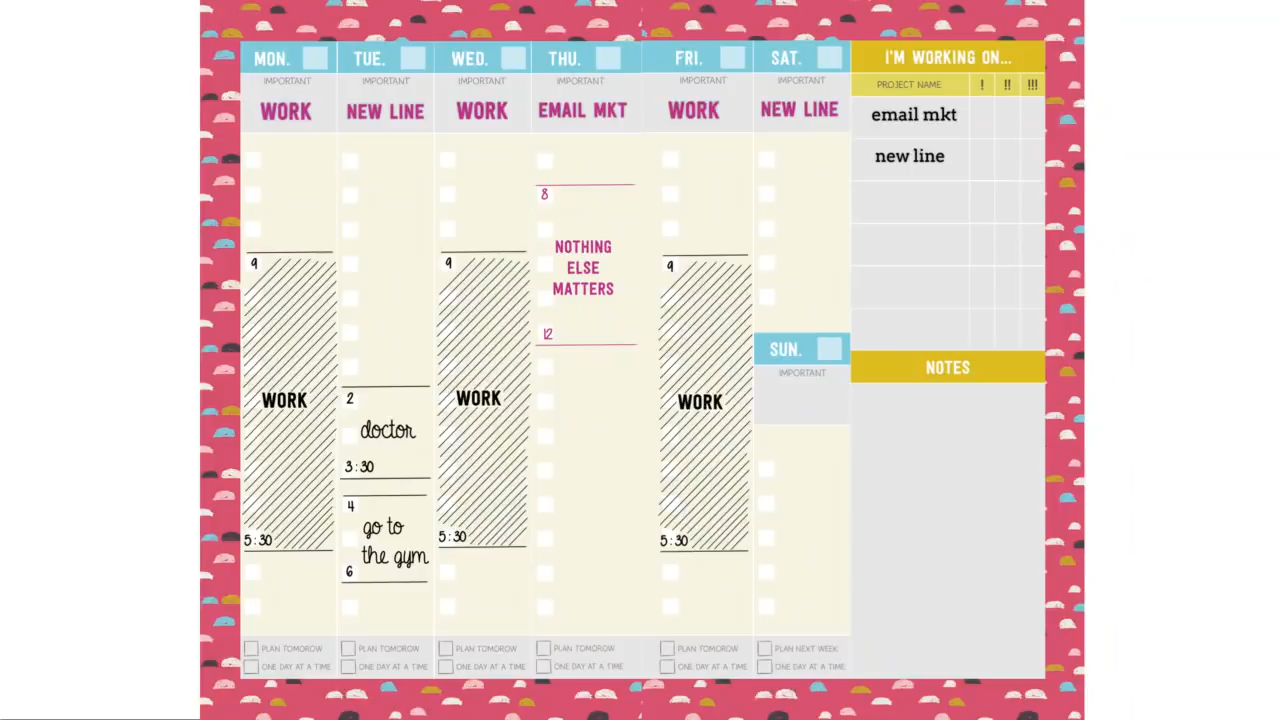 MON.
IMPORTANT
WORK
9
WORK
5:30
PLAN TOMORROW
ONE DAY AT A TIME
TUE.
IMPORTANT
NEW LINE
2
doctor
3:30
4
go to
the gym
6
PLAN TOMORROW
ONE DAY AT A TIME
WED.
IMPORTANT
WORK
9
WORK
5:30
PLAN TOMORROW
ONE DAY AT A TIME
THU.
IMPORTANT
EMAIL MKT
8
NOTHING
ELSE
MATTERS
12
PLAN TOMORROW
ONE DAY AT A TIME
FRI.
IMPORTANT
WORK
9
WORK
5:30
PLAN TOMORROW
ONE DAY AT A TIME
SAT.
IMPORTANT
NEW LINE
SUN.
IMPORTANT
PLAN NEXT WEEK
ONE DAY AT A TIME
I'M WORKING ON...
PROJECT NAME ! !! !!!
email mkt
new line
NOTES